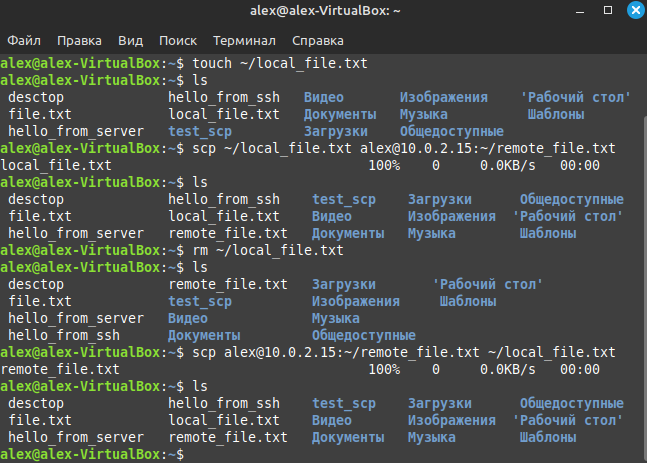 alex@alex-VirtualBox: ~
Файл Правка Вид Поиск Терминал Справка
alex@alex-VirtualBox:~$ touch ~/local_file.txt
alex@alex-VirtualBox:~$ ls
desctop hello_from_ssh Видео Изображения 'Рабочий стол'
file.txt local_file.txt Документы Музыка Шаблоны
hello_from_server test_scp Загрузки Общедоступные
alex@alex-VirtualBox:~$ scp ~/local_file.txt alex@10.0.2.15:~/remote_file.txt
local_file.txt 100% 0 0.0KB/s 00:00
alex@alex-VirtualBox:~$ ls
desctop hello_from_ssh test_scp Загрузки Общедоступные
file.txt local_file.txt Видео Изображения 'Рабочий стол'
hello_from_server remote_file.txt Документы Музыка Шаблоны
alex@alex-VirtualBox:~$ rm ~/local_file.txt
alex@alex-VirtualBox:~$ ls
desctop remote_file.txt Загрузки 'Рабочий стол'
file.txt test_scp Изображения Шаблоны
hello_from_server Видео Музыка
hello_from_ssh Документы Общедоступные
alex@alex-VirtualBox:~$ scp alex@10.0.2.15:~/remote_file.txt ~/local_file.txt
remote_file.txt 100% 0 0.0KB/s 00:00
alex@alex-VirtualBox:~$ ls
desctop hello_from_ssh test_scp Загрузки Общедоступные
file.txt local_file.txt Видео Изображения 'Рабочий стол'
hello_from_server remote_file.txt Документы Музыка Шаблоны
alex@alex-VirtualBox:~$